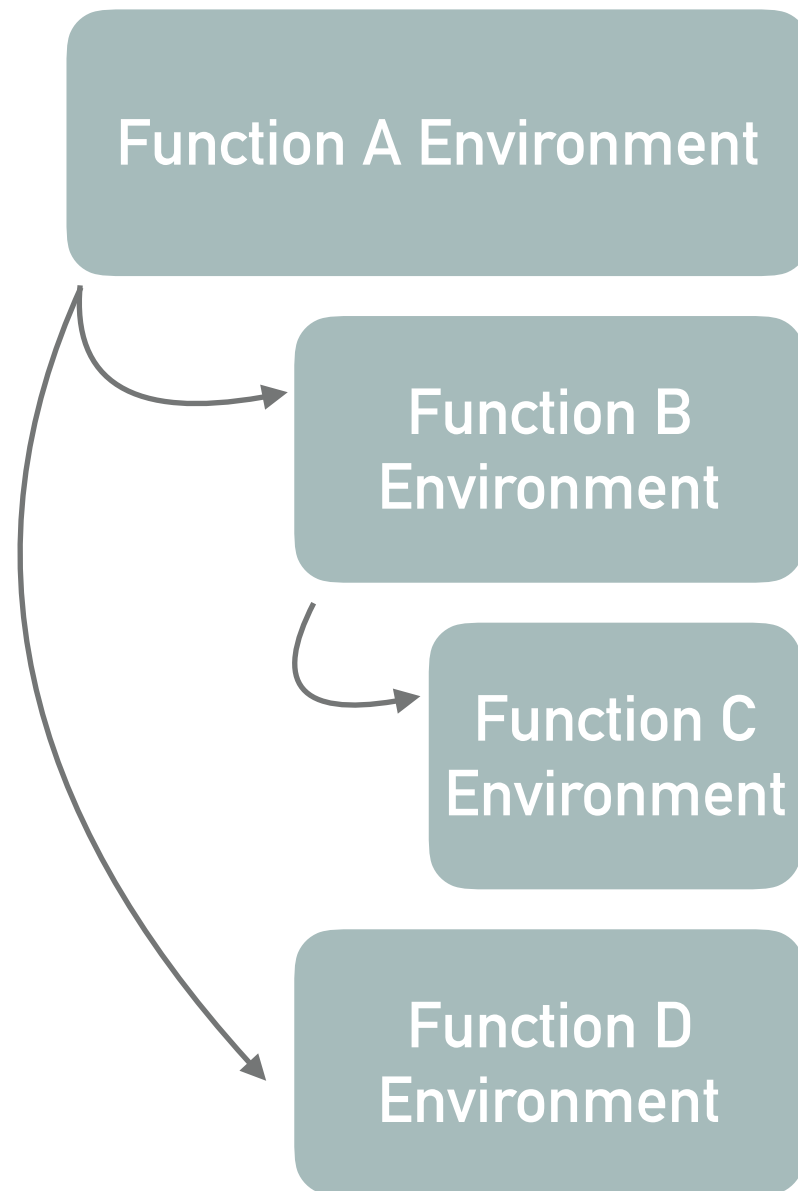 Function A Environment
Function B
Environment
Function C
Environment
Function D
Environment